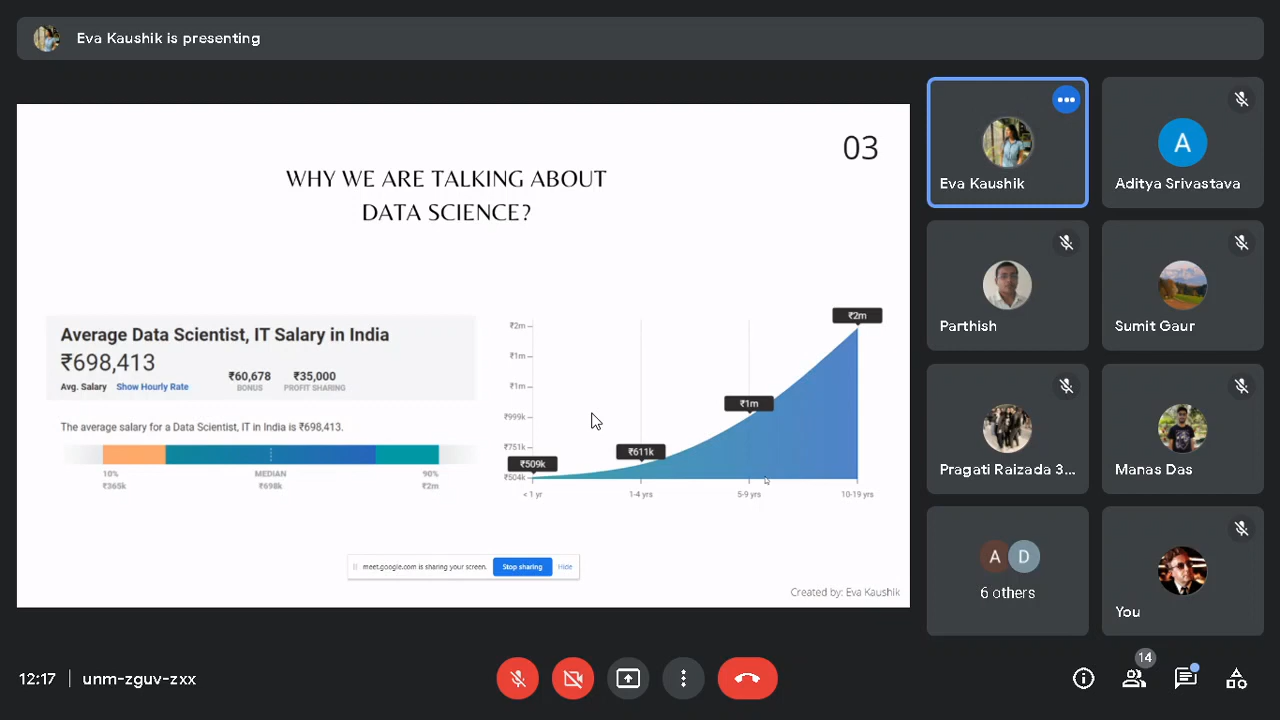 Eva Kaushik is presenting
03
WHY WE ARE TALKING ABOUT
DATA SCIENCE?
Average Data Scientist, IT Salary in India
₹698,413
Avg. Salary Show Hourly Rate
₹60,678
BONUS
₹35,000
PROFIT SHARING
The average salary for a Data Scientist, IT in India is ₹698,413.
10%
₹365k
MEDIAN
₹698k
90%
₹2m
₹2m
₹1m
₹1m
₹999k
₹751k
₹504k
₹509k
₹611k
₹1m
₹2m
< 1 yr
1-4 yrs
5-9 yrs
10-19 yrs
meet.google.com is sharing your screen. Stop sharing Hide
Created by: Eva Kaushik
Eva Kaushik
A
Aditya Srivastava
Parthish
Sumit Gaur
Pragati Raizada 3...
Manas Das
A D
6 others
You
12:17 | unm-zguv-zxx
14